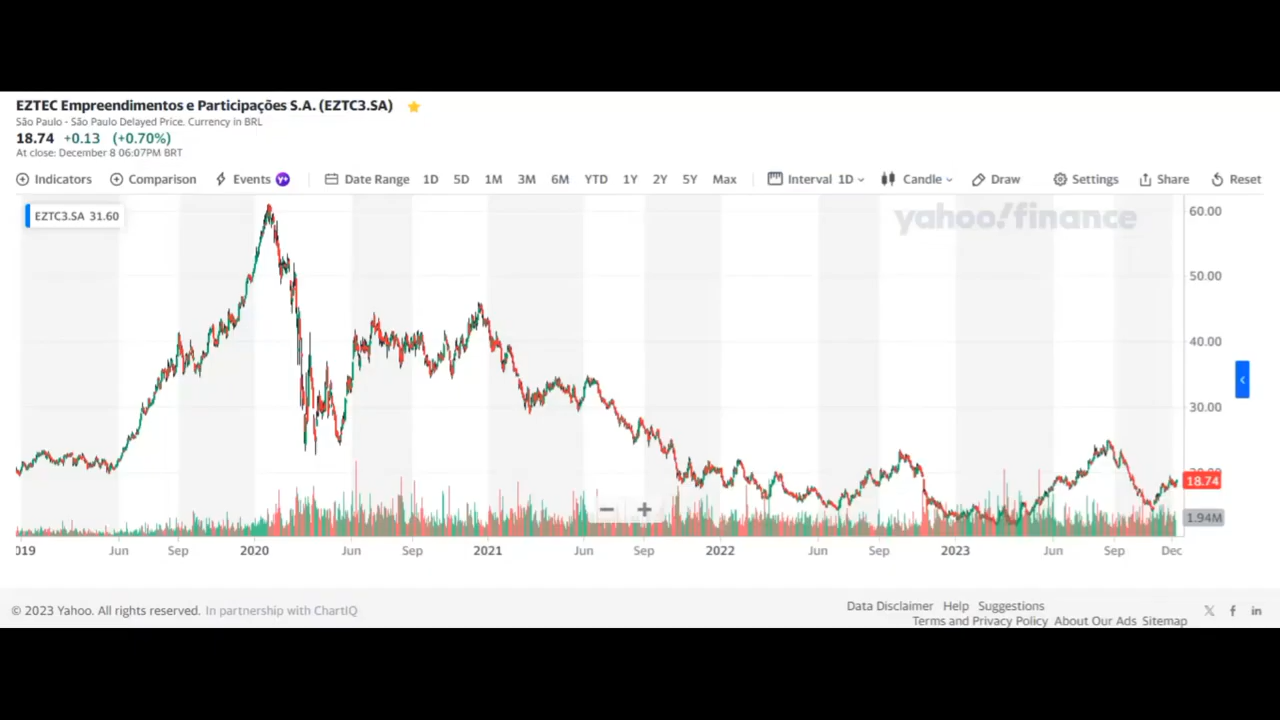 EZTEC Empreendimentos e Participações S.A. (EZTC3.SA)
São Paulo - São Paulo Delayed Price. Currency in BRL
18.74 +0.13 (+0.70%)
At close: December 8 06:07PM BRT
Indicators Comparison Events Y+ Date Range 1D 5D 1M 3M 6M YTD 1Y 2Y 5Y Max Interval 1D Candle Draw Settings Share Reset
EZTC3.SA 31.60
yahoo!finance
60.00
50.00
40.00
30.00
18.74
1.94M
019 Jun Sep 2020 Jun Sep 2021 Jun Sep 2022 Jun Sep 2023 Jun Sep Dec
© 2023 Yahoo. All rights reserved. In partnership with ChartIQ
Data Disclaimer Help Suggestions
Terms and Privacy Policy About Our Ads Sitemap